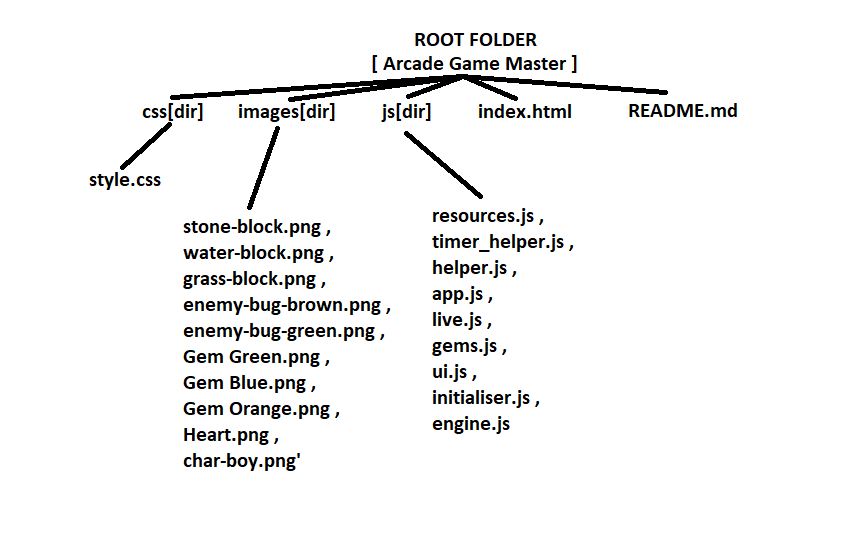 ROOT FOLDER
[ Arcade Game Master ]
css[dir]
images[dir]
js[dir]
index.html
README.md
style.css
stone-block.png ,
water-block.png ,
grass-block.png ,
enemy-bug-brown.png ,
enemy-bug-green.png ,
Gem Green.png ,
Gem Blue.png ,
Gem Orange.png ,
Heart.png ,
char-boy.png'
resources.js ,
timer_helper.js ,
helper.js ,
app.js ,
live.js ,
gems.js ,
ui.js ,
initialiser.js ,
engine.js